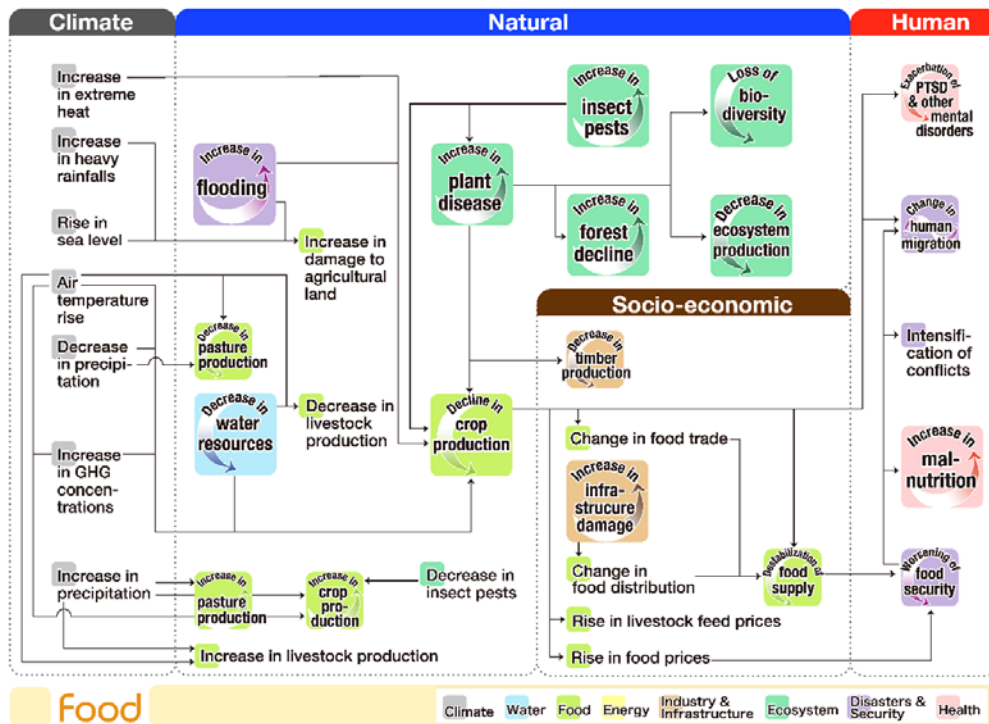 Climate
Natural
Human
Increase
in extreme
heat
Increase
in heavy
rainfalls
Rise in
sea level
Air
temperature
rise
Decrease
in precipi-
tation
Increase
in GHG
concen-
trations
Increase in
precipitation
Increase in
flooding
Increase in
damage to
agricultural
land
Decrease in
pasture
production
Decrease in
water
resources
Decrease in
livestock
production
Increase in
pasture
production
Increase in
crop
pro-
duction
Decrease in
insect pests
Increase in livestock production
Increase in
insect
pests
Loss of
bio-
diversity
Increase in
plant
disease
Increase in
forest
decline
Decrease in
ecosystem
production
Decline in
crop
production
Socio-economic
Decrease in
timber
production
Change in food trade
Increase in
infra-
strucure
damage
Change in
food distribution
Destabilization of
food
supply
Rise in livestock feed prices
Rise in food prices
Exacerbation of
PTSD
& other
mental
disorders
Change in
human
migration
Intensifi-
cation of
conflicts
Increase in
mal-
nutrition
Worsening of
food
security
Food
Climate
Water
Food
Energy
Industry &
Infrastructure
Ecosystem
Disasters &
Security
Health